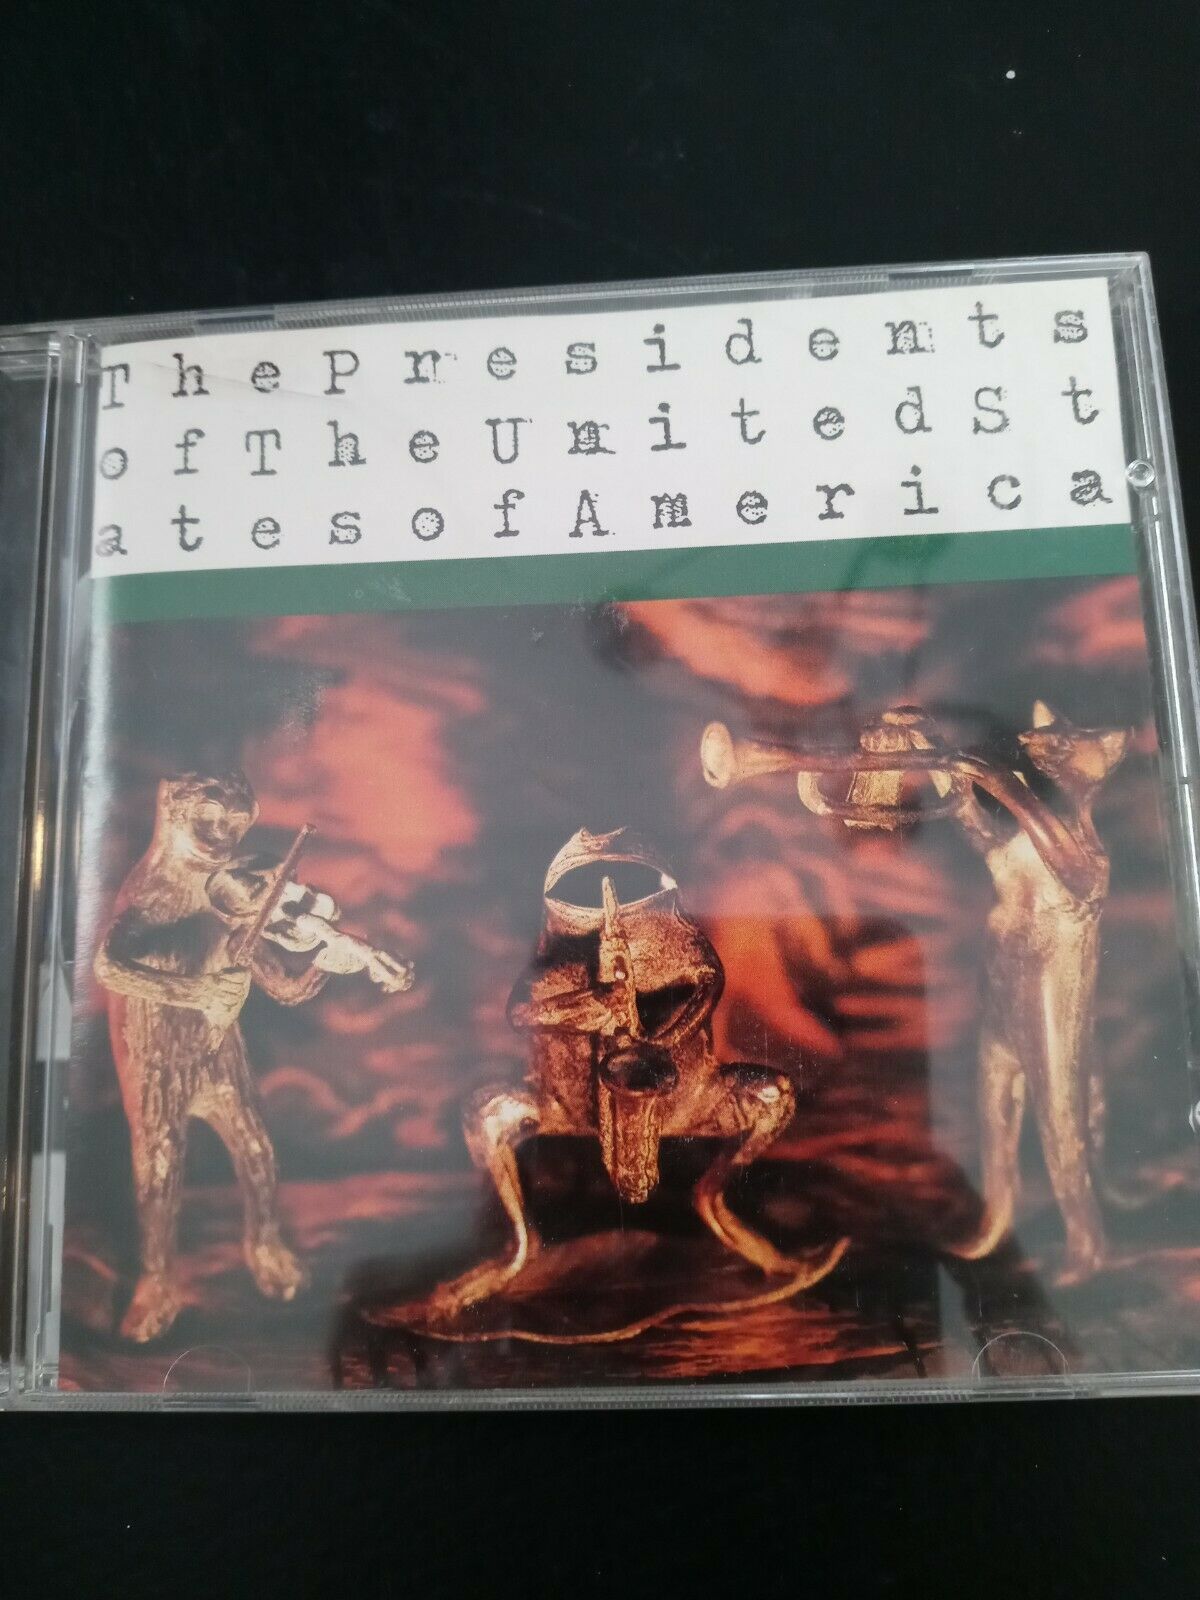 ThePresidents
ofTheUnitedSt
atesofAmerica